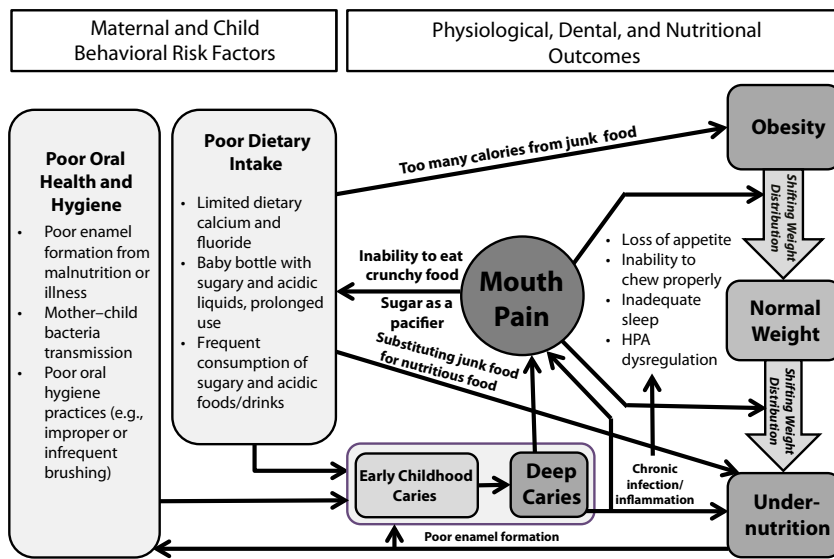 Maternal and Child
Behavioral Risk Factors
Physiological, Dental, and Nutritional
Outcomes
Poor Oral
Health and
Hygiene
• Poor enamel
formation from
malnutrition or
illness
• Mother–child
bacteria
transmission
• Poor oral
hygiene
practices (e.g.,
improper or
infrequent
brushing)
Poor Dietary
Intake
• Limited dietary
calcium and
fluoride
• Baby bottle with
sugary and acidic
liquids, prolonged
use
• Frequent
consumption of
sugary and acidic
foods/drinks
Too many calories from junk food
Inability to eat
crunchy food
Sugar as a
pacifier
Substituting junk food
for nutritious food
Mouth
Pain
• Loss of appetite
• Inability to
chew properly
• Inadequate
sleep
• HPA
dysregulation
Obesity
Shifting Weight
Distribution
Normal
Weight
Shifting Weight
Distribution
Under-
nutrition
Early Childhood
Caries
Deep
Caries
Chronic
infection/
inflammation
Poor enamel formation